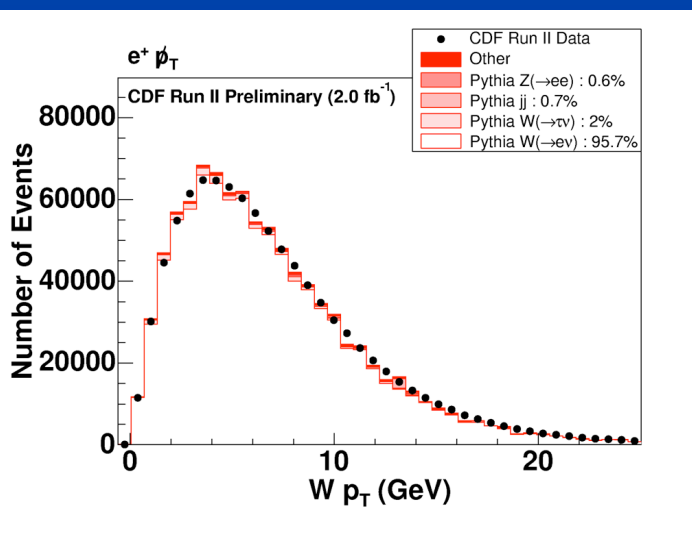 e⁺ p̸_T
CDF Run II Data
Other
Pythia Z(→ee) : 0.6%
Pythia jj : 0.7%
Pythia W(→τν) : 2%
Pythia W(→eν) : 95.7%
CDF Run II Preliminary (2.0 fb⁻¹)
80000
60000
40000
20000
0
Number of Events
0 10 20
W p_T (GeV)